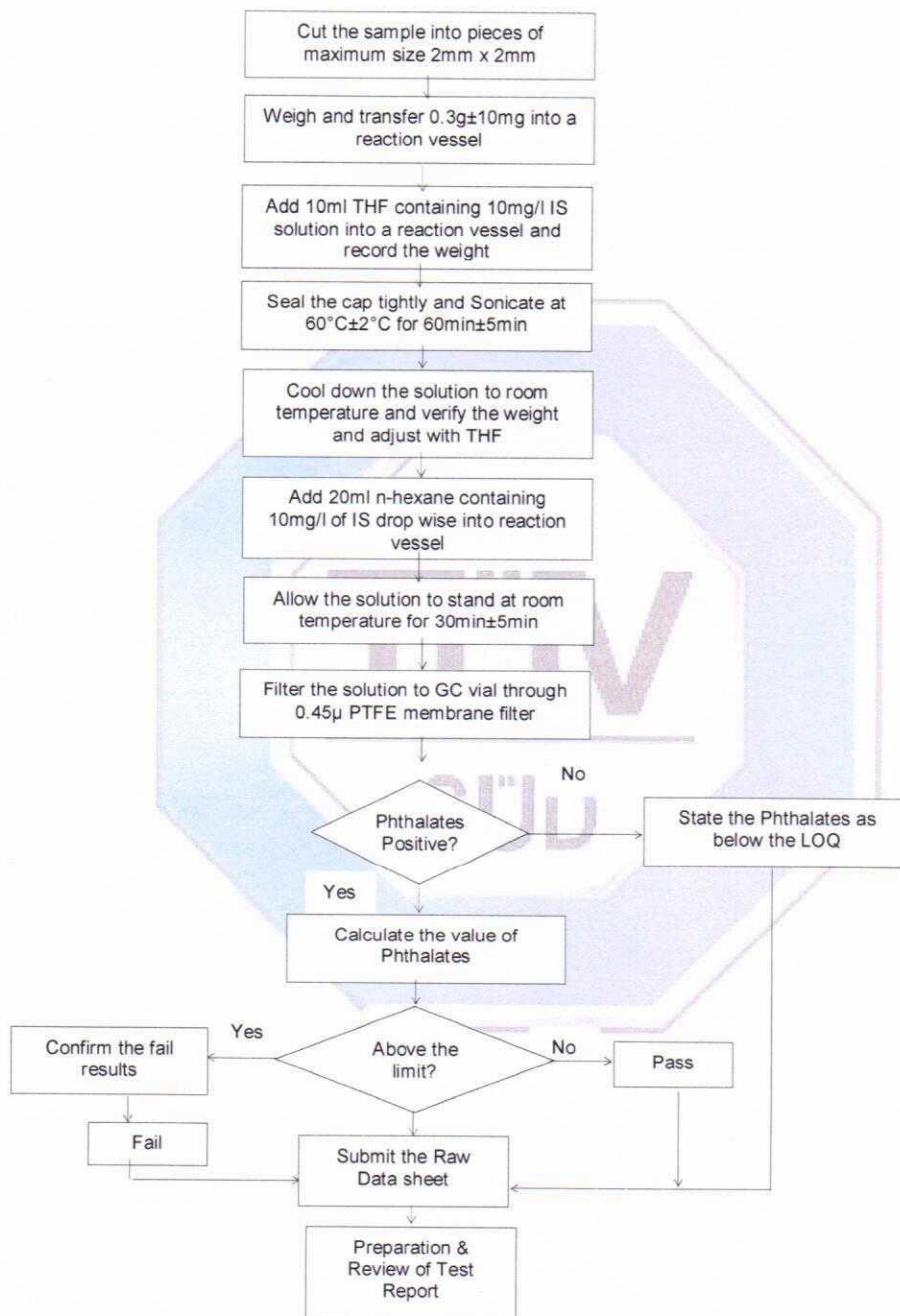 Cut the sample into pieces of
maximum size 2mm x 2mm
Weigh and transfer 0.3g±10mg into a
reaction vessel
Add 10ml THF containing 10mg/l IS
solution into a reaction vessel and
record the weight
Seal the cap tightly and Sonicate at
60°C±2°C for 60min±5min
Cool down the solution to room
temperature and verify the weight
and adjust with THF
Add 20ml n-hexane containing
10mg/l of IS drop wise into reaction
vessel
Allow the solution to stand at room
temperature for 30min±5min
Filter the solution to GC vial through
0.45µ PTFE membrane filter
TÜV
SÜD
No
Phthalates
Positive?
State the Phthalates as
below the LOQ
Yes
Calculate the value of
Phthalates
Yes
Above the
limit?
No
Confirm the fail
results
Pass
Fail
Submit the Raw
Data sheet
Preparation &
Review of Test
Report